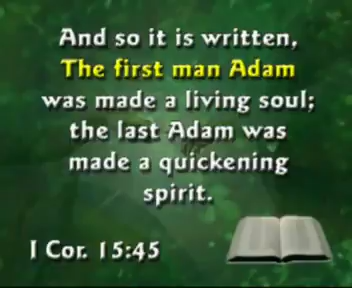 And so it is written,
The first man Adam
was made a living soul;
the last Adam was
made a quickening
spirit.
I Cor. 15:45